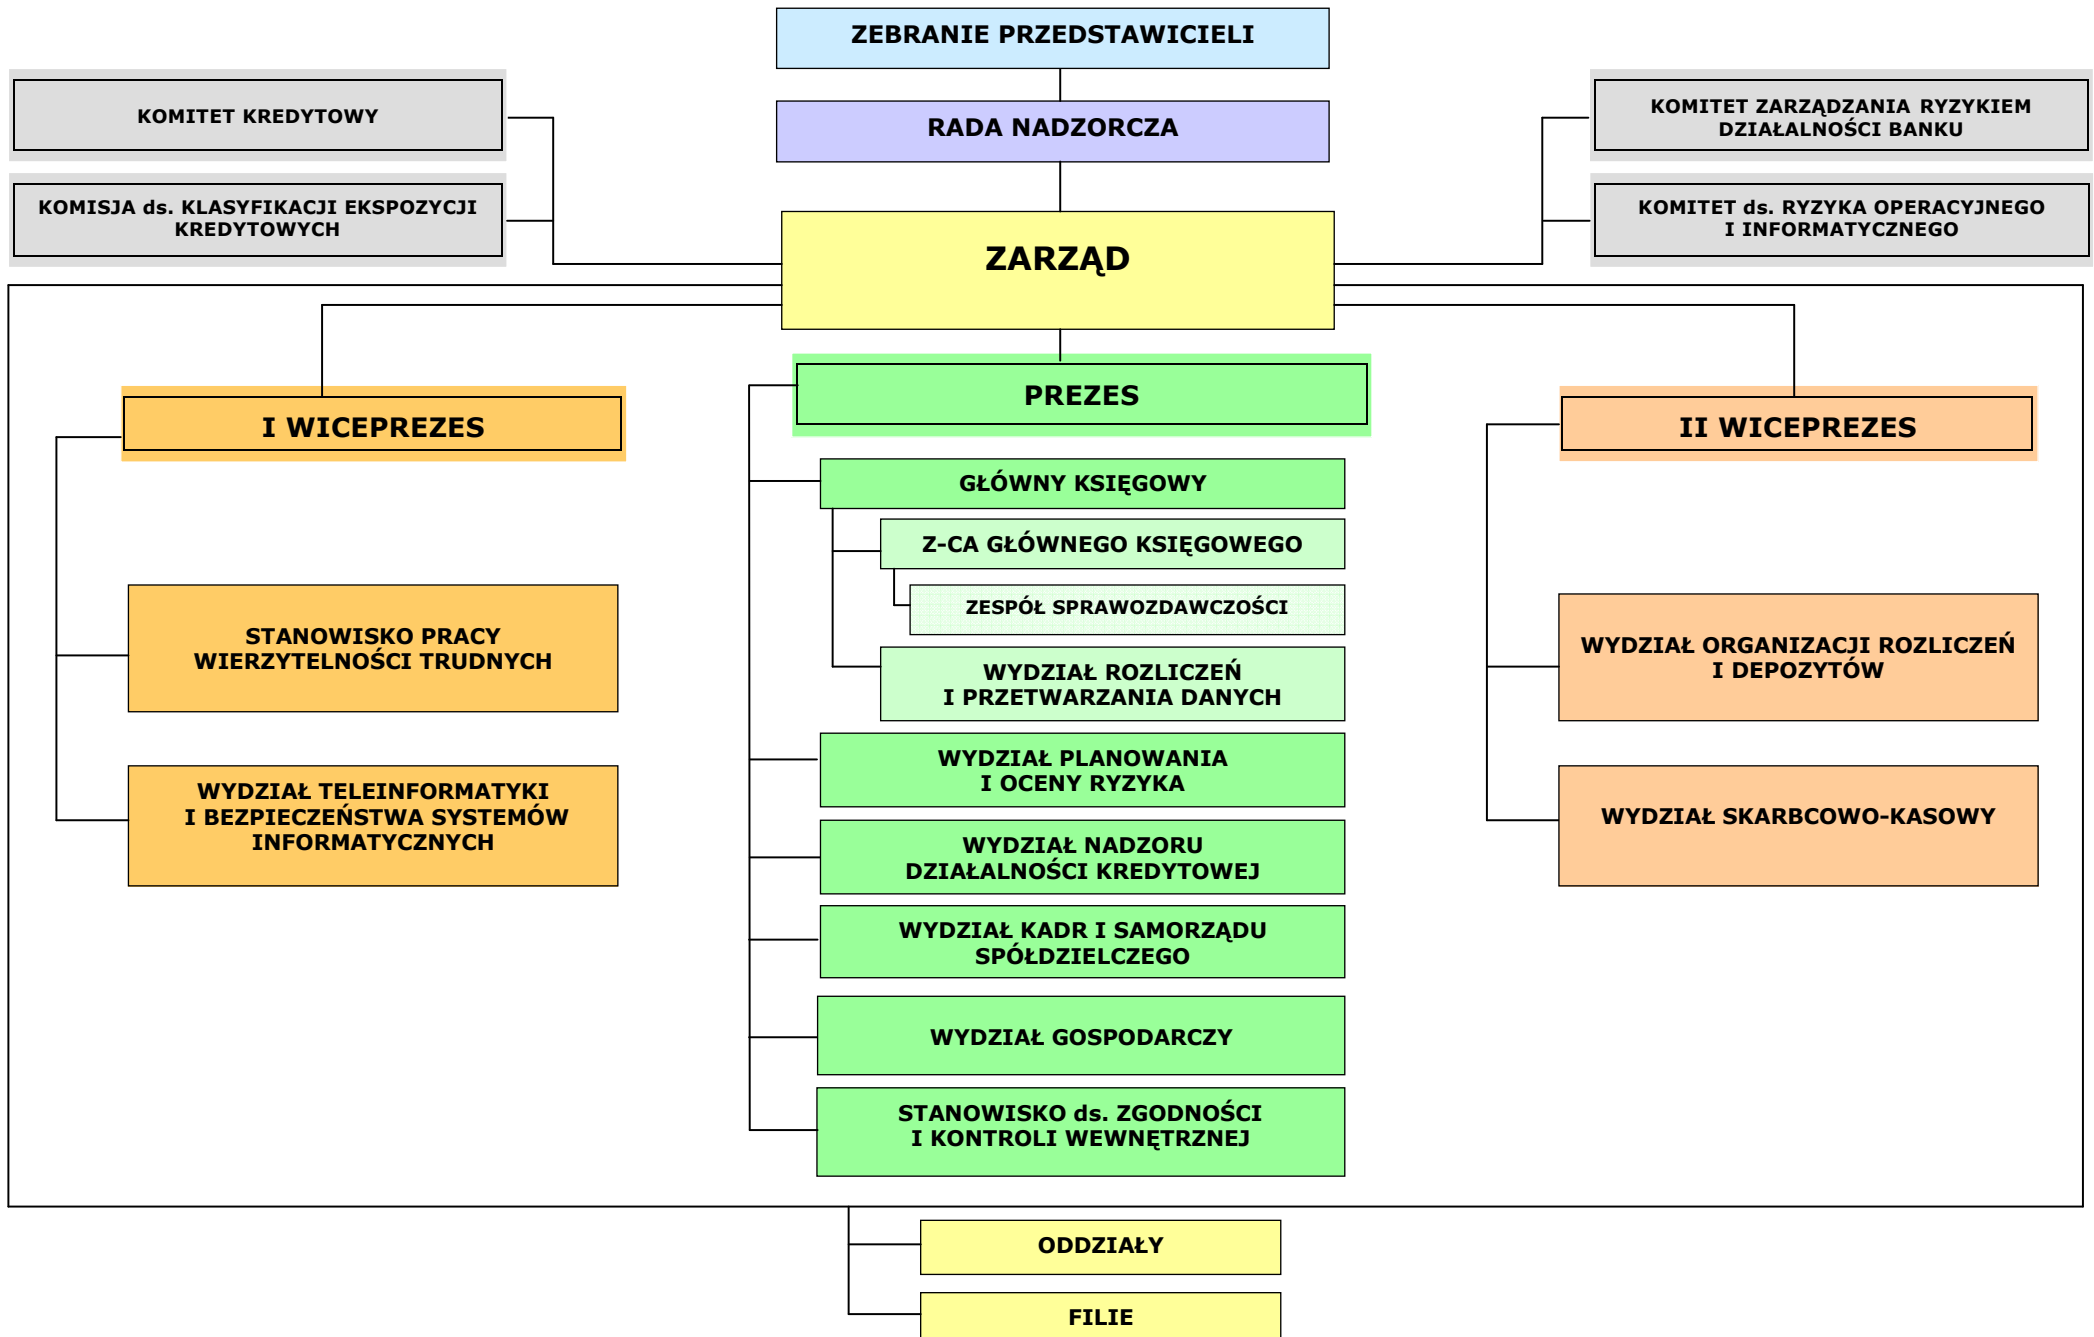 ZEBRANIE PRZEDSTAWICIELI
KOMITET KREDYTOWY
RADA NADZORCZA
KOMITET ZARZĄDZANIA RYZYKIEM
DZIAŁALNOŚCI BANKU
KOMISJA ds. KLASYFIKACJI EKSPOZYCJI
KREDYTOWYCH
KOMITET ds. RYZYKA OPERACYJNEGO
I INFORMATYCZNEGO
ZARZĄD
I WICEPREZES
PREZES
II WICEPREZES
STANOWISKO PRACY
WIERZYTELNOŚCI TRUDNYCH
WYDZIAŁ TELEINFORMATYKI
I BEZPIECZEŃSTWA SYSTEMÓW
INFORMATYCZNYCH
GŁÓWNY KSIĘGOWY
Z-CA GŁÓWNEGO KSIĘGOWEGO
ZESPÓŁ SPRAWOZDAWCZOŚCI
WYDZIAŁ ROZLICZEŃ
I PRZETWARZANIA DANYCH
WYDZIAŁ PLANOWANIA
I OCENY RYZYKA
WYDZIAŁ NADZORU
DZIAŁALNOŚCI KREDYTOWEJ
WYDZIAŁ KADR I SAMORZĄDU
SPÓŁDZIELCZEGO
WYDZIAŁ GOSPODARCZY
STANOWISKO ds. ZGODNOŚCI
I KONTROLI WEWNĘTRZNEJ
WYDZIAŁ ORGANIZACJI ROZLICZEŃ
I DEPOZYTÓW
WYDZIAŁ SKARBCOWO-KASOWY
ODDZIAŁY
FILIE